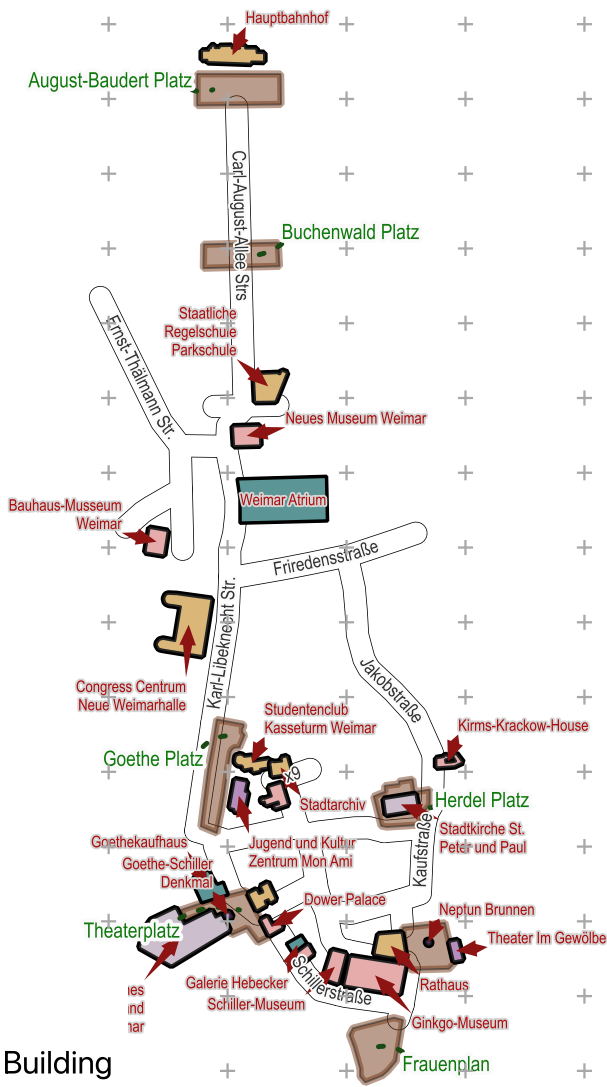 Hauptbahnhof
August-Baudert Platz
Carl-August-Allee Strs
Buchenwald Platz
Staatliche
Regelschule
Parkschule
Ernst-Thälmann Str.
Neues Museum Weimar
Weimar Atrium
Bauhaus-Musseum
Weimar
Friredensstraße
Karl-Libeknecht Str.
Congress Centrum
Neue Weimarhalle
Jakobstraße
Studentenclub
Kasseturm Weimar
Kirms-Krackow-House
Goethe Platz
x9
Stadtarchiv
Herdel Platz
Stadtkirche St.
Peter und Paul
Goethekaufhaus
Jugend und Kultur
Zentrum Mon Ami
Kaufstraße
Goethe-Schiller
Denkmal
Dower Palace
Neptun Brunnen
Theaterplatz
Theater Im Gewölbe
Galerie Hebecker
Schiller-Museum
Schillerstraße
Rathaus
nes
nd
nar
Ginkgo-Museum
Frauenplan
Building